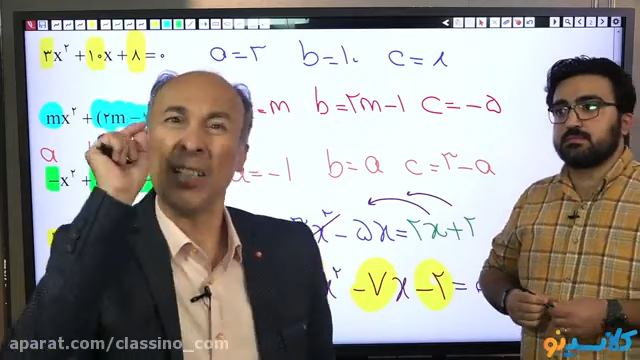 ۳x² + ۱۰x + ۸ = ۰ a = ۳ b = ۱۰ c = ۸
mx² + (۲m − = m b = ۲m − ۱ c = −۵
a
−x² + = −۱ b = a c = ۳ − a
x² − ۵x = ۲x + ۲
x² − ۷x − ۲ =
aparat.com/classino_com
کلاسینو